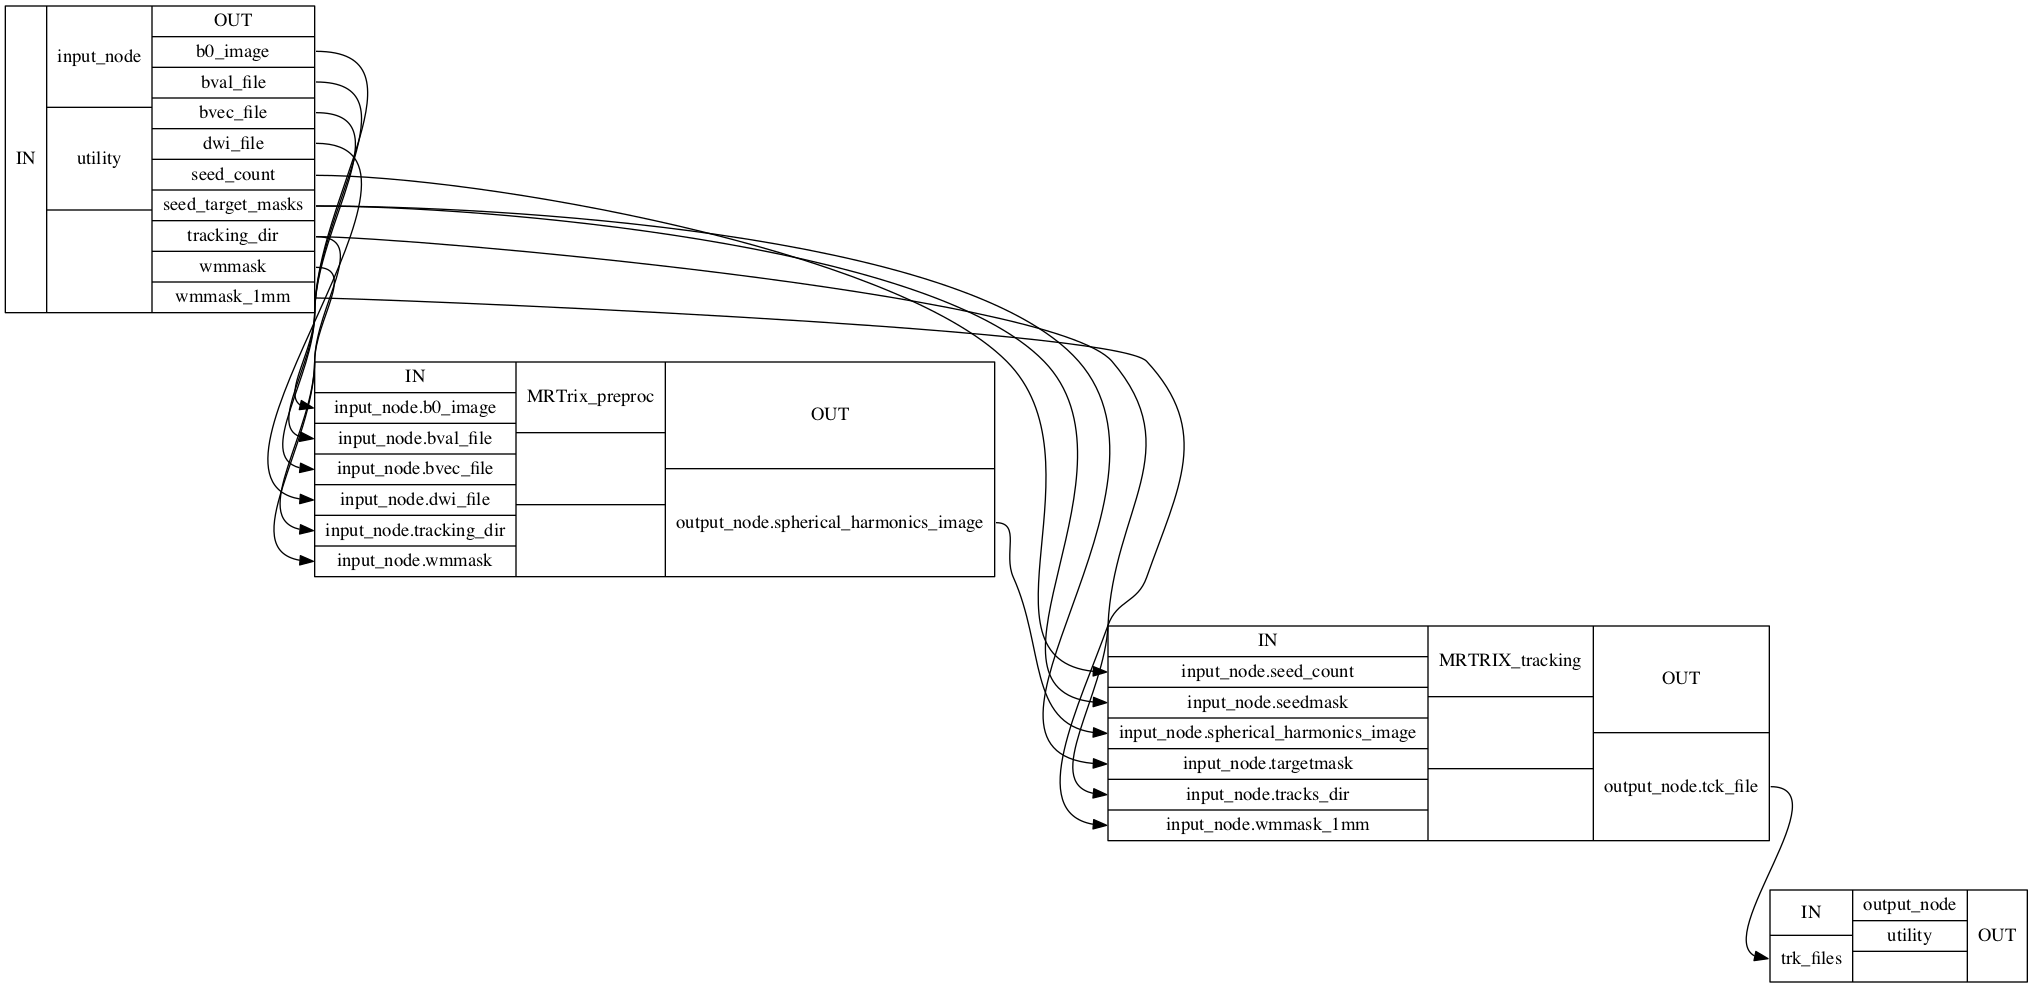 IN
input_node
utility
OUT
b0_image
bval_file
bvec_file
dwi_file
seed_count
seed_target_masks
tracking_dir
wmmask
wmmask_1mm
IN
input_node.b0_image
input_node.bval_file
input_node.bvec_file
input_node.dwi_file
input_node.tracking_dir
input_node.wmmask
MRTrix_preproc
OUT
output_node.spherical_harmonics_image
IN
input_node.seed_count
input_node.seedmask
input_node.spherical_harmonics_image
input_node.targetmask
input_node.tracks_dir
input_node.wmmask_1mm
MRTRIX_tracking
OUT
output_node.tck_file
IN
trk_files
output_node
utility
OUT